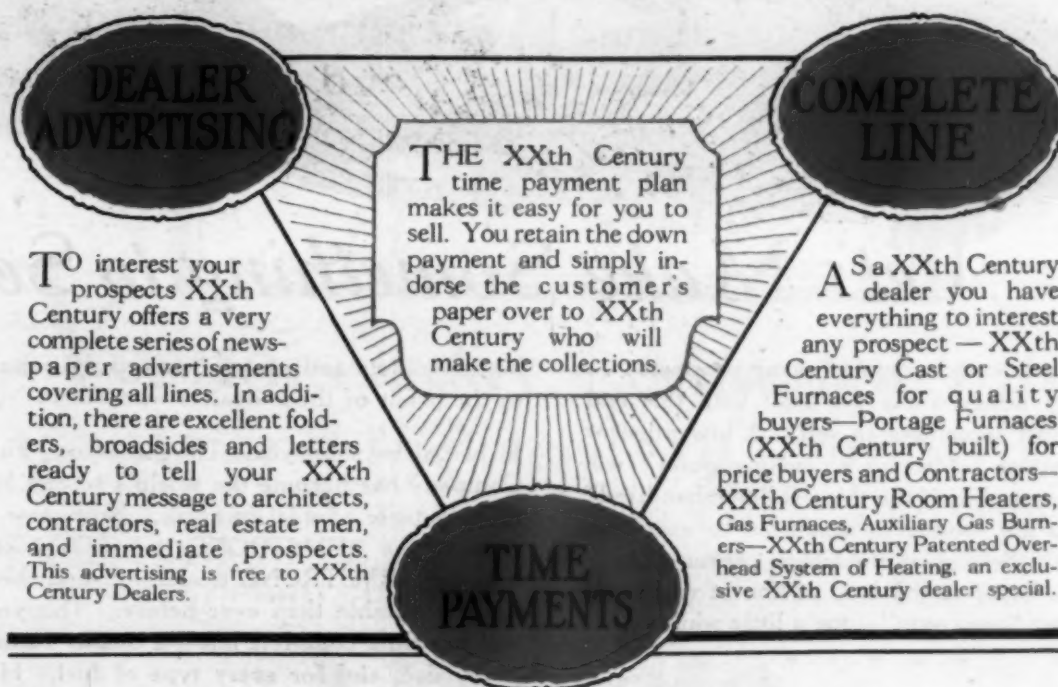 DEALER
ADVERTISING
TO interest your
prospects XXth
Century offers a very
complete series of news-
paper advertisements
covering all lines. In addi-
tion, there are excellent fold-
ers, broadsides and letters
ready to tell your XXth
Century message to architects,
contractors, real estate men,
and immediate prospects.
This advertising is free to XXth
Century Dealers.
THE XXth Century
time payment plan
makes it easy for you to
sell. You retain the down
payment and simply in-
dorse the customer's
paper over to XXth
Century who will
make the collections.
COMPLETE
LINE
AS a XXth Century
dealer you have
everything to interest
any prospect — XXth
Century Cast or Steel
Furnaces for quality
buyers—Portage Furnaces
(XXth Century built) for
price buyers and Contractors—
XXth Century Room Heaters,
Gas Furnaces, Auxiliary Gas Burn-
ers—XXth Century Patented Over-
head System of Heating, an exclu-
sive XXth Century dealer special.
TIME
PAYMENTS